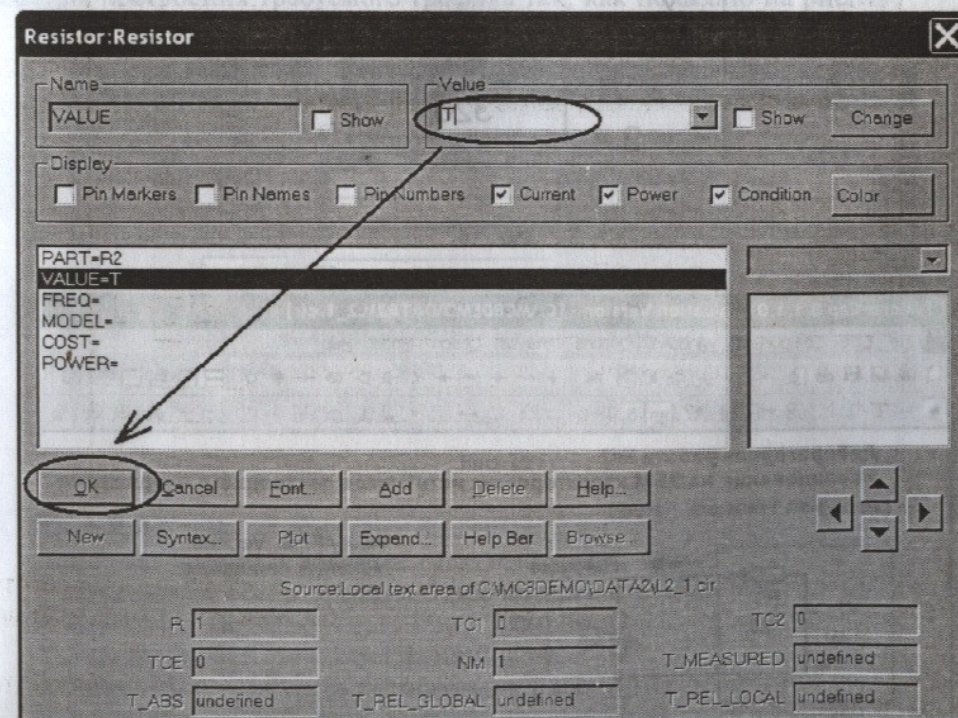 Resistor:Resistor
Name
VALUE
Show
Value
T
Show
Change
Display
Pin Markers
Pin Names
Pin Numbers
Current
Power
Condition
Color
PART=R2
VALUE=T
FREQ=
MODEL=
COST=
POWER=
OK
Cancel
Font...
Add
Delete
Help...
New
Syntax...
Plot
Expand...
Help Bar
Browse...
Source:Local text area of C:\MC8DEMO\DATA2\L2_1.cir
R 1
TC1 0
TC2 0
TCE 0
NM 1
T_MEASURED undefined
T_ABS undefined
T_REL_GLOBAL undefined
T_REL_LOCAL undefined